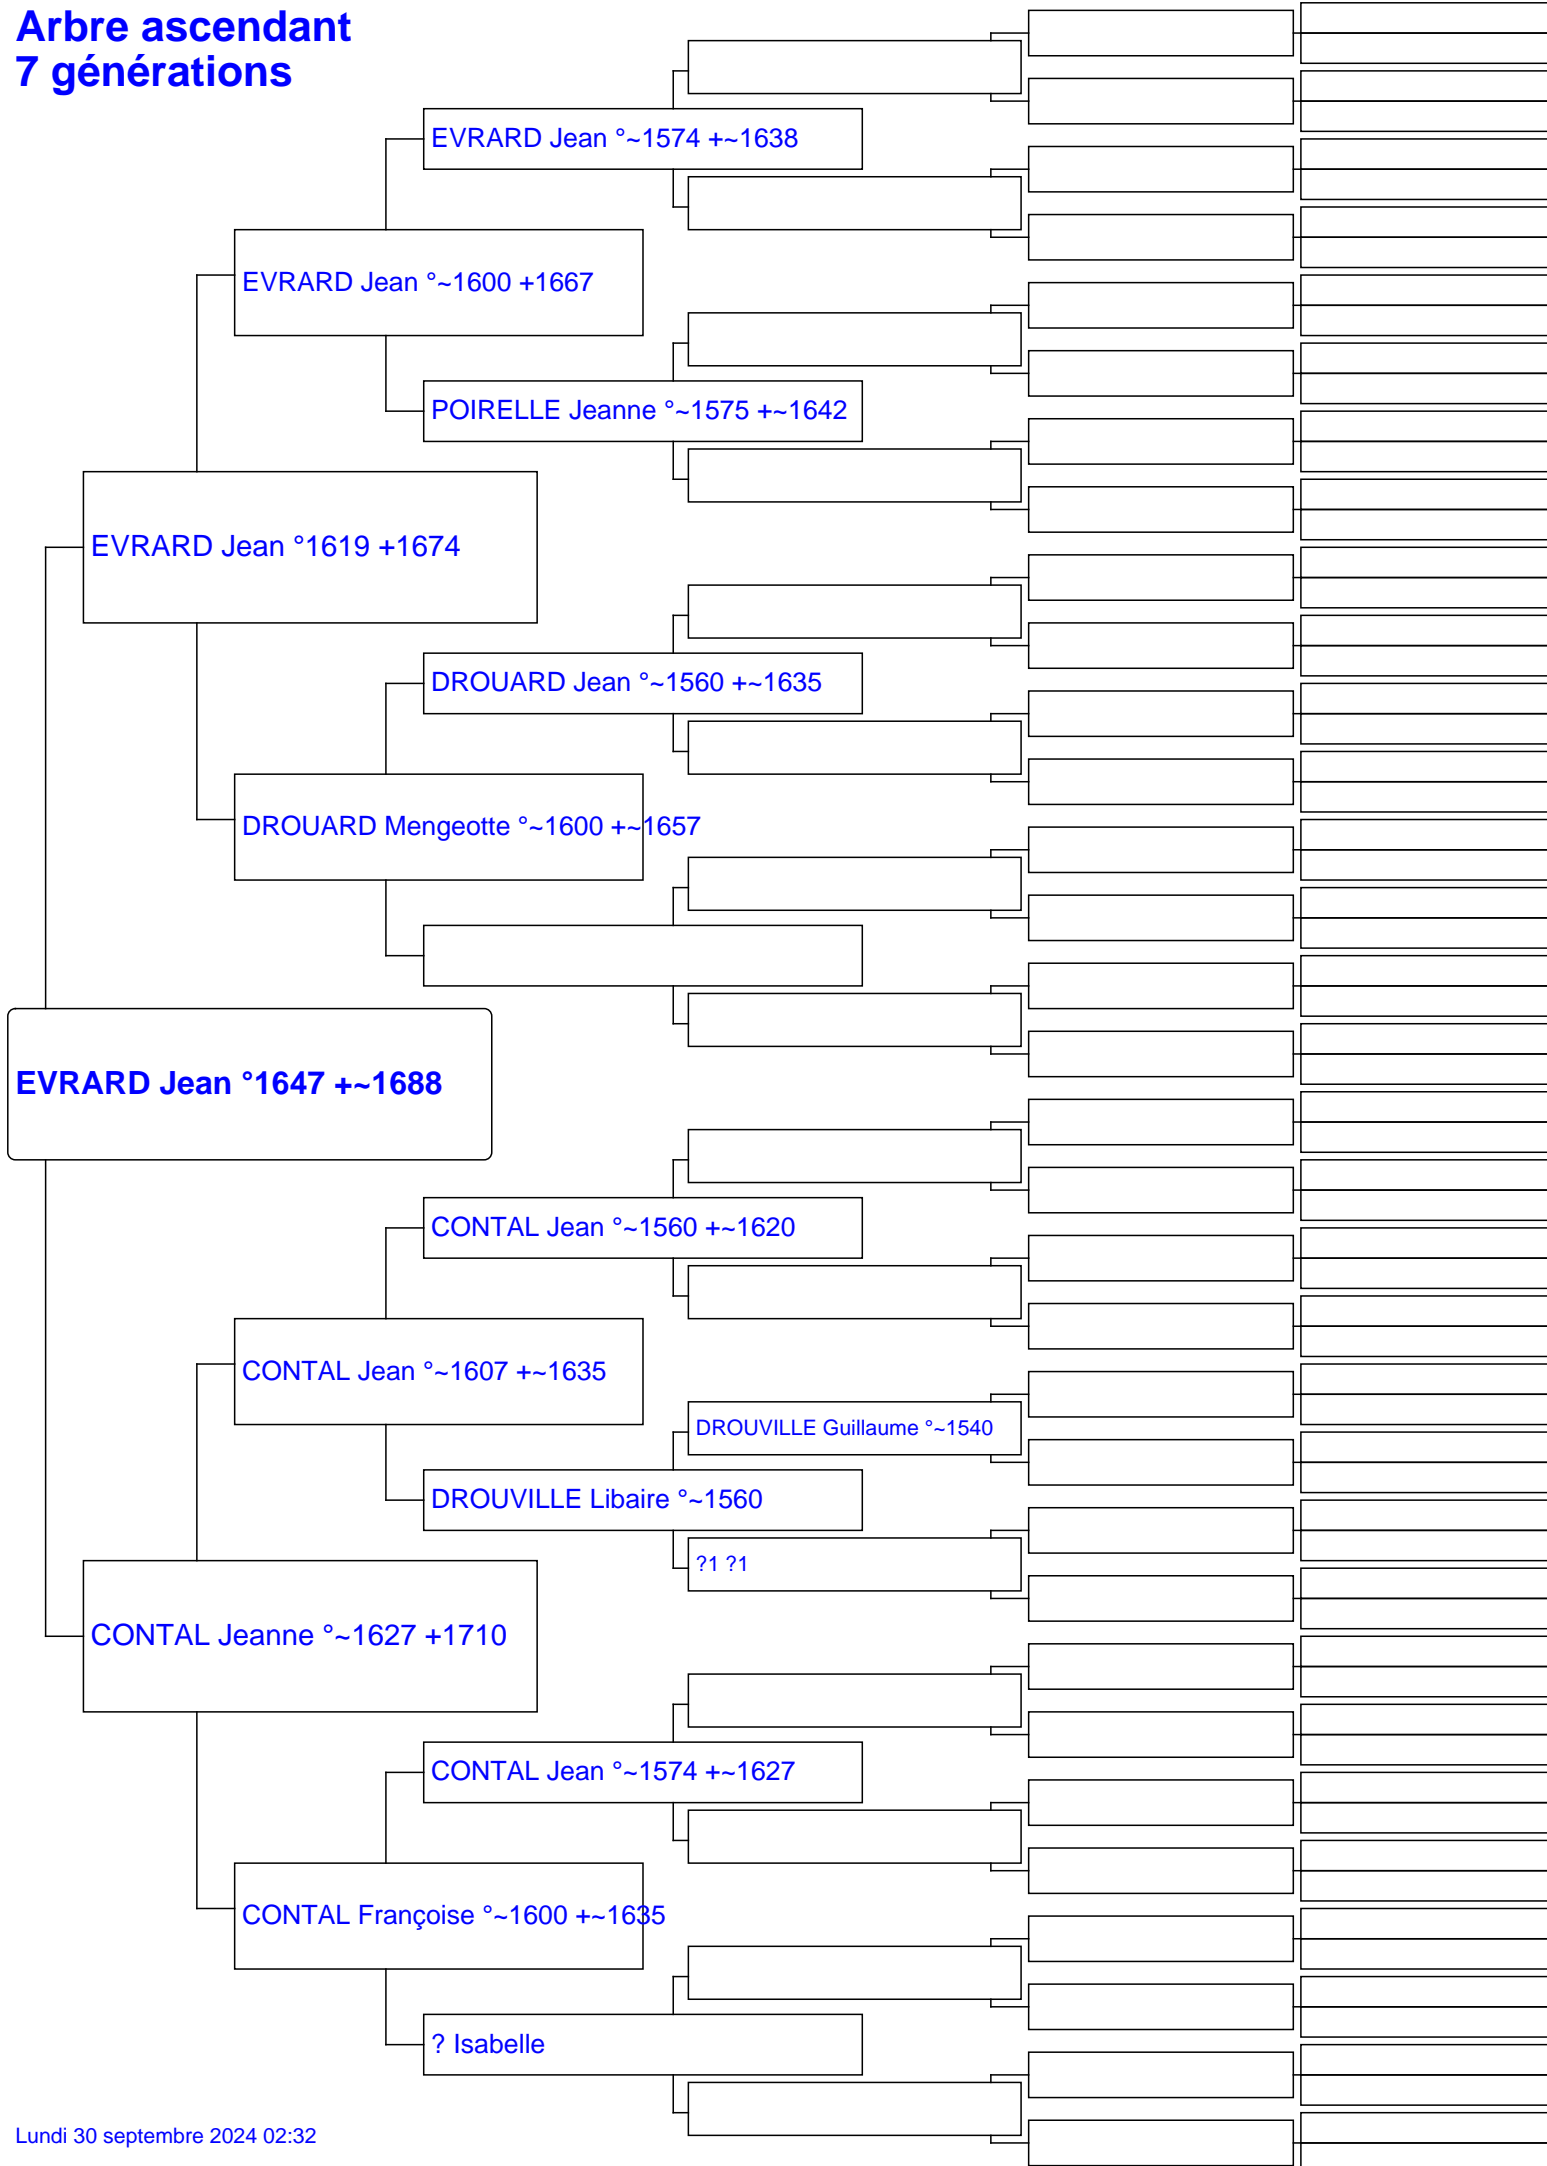 Arbre ascendant
7 générations
EVRARD Jean °~1574 +~1638
EVRARD Jean °~1600 +1667
POIRELLE Jeanne °~1575 +~1642
EVRARD Jean °1619 +1674
DROUARD Jean °~1560 +~1635
DROUARD Mengeotte °~1600 +~1657
EVRARD Jean °1647 +~1688
CONTAL Jean °~1560 +~1620
CONTAL Jean °~1607 +~1635
DROUVILLE Guillaume °~1540
DROUVILLE Libaire °~1560
?1 ?1
CONTAL Jeanne °~1627 +1710
CONTAL Jean °~1574 +~1627
CONTAL Françoise °~1600 +~1635
? Isabelle
Lundi 30 septembre 2024 02:32